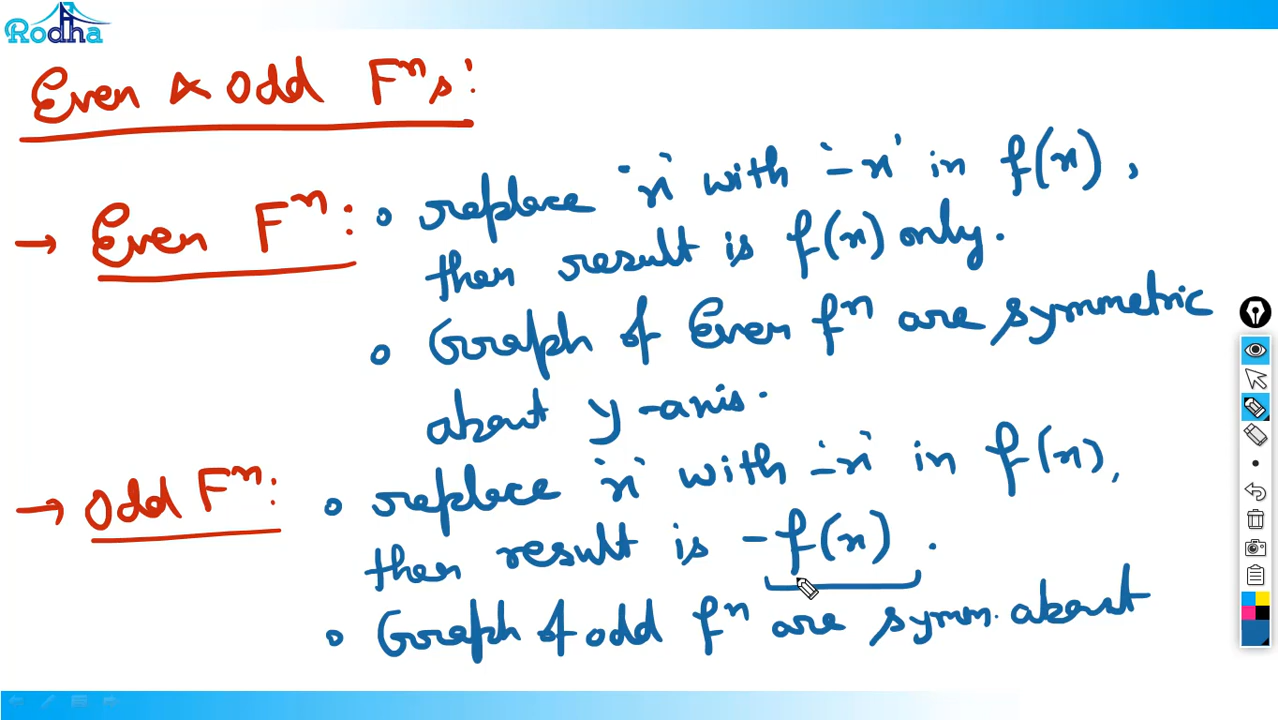 Rodha
Even & Odd Fⁿs:
→ Even Fⁿ: • replace 'x' with '-x' in f(x),
then result is f(x) only.
• Graph of Even fⁿ are symmetric
about y-axis.
→ Odd Fⁿ: • replace 'x' with '-x' in f(x),
then result is -f(x).
• Graph of odd fⁿ are symm. about